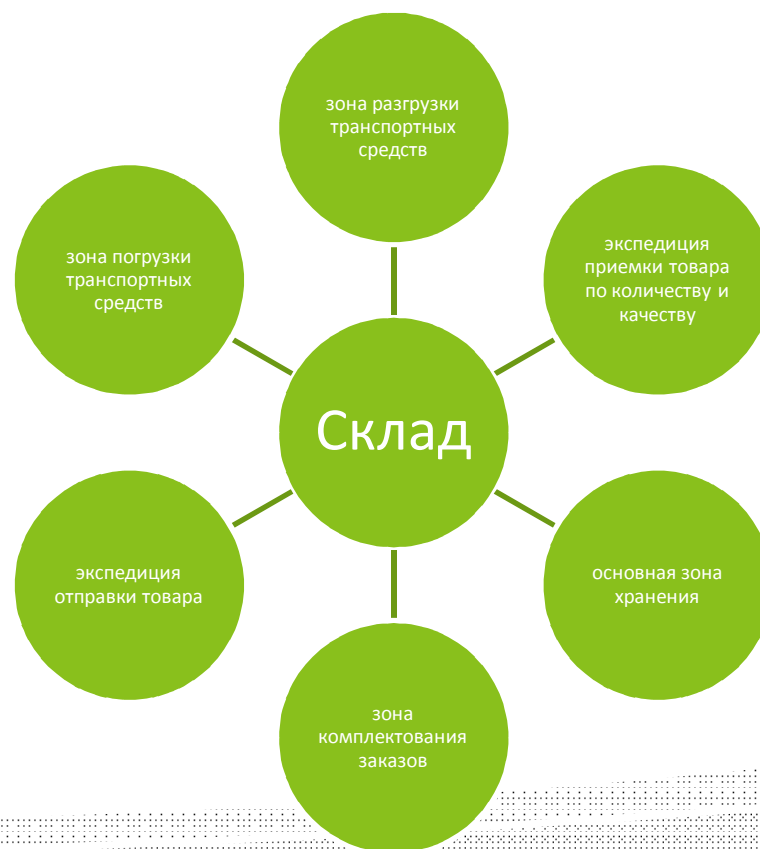 зона разгрузки
транспортных
средств
зона погрузки
транспортных
средств
экспедиция
приемки товара
по количеству и
качеству
Склад
экспедиция
отправки товара
основная зона
хранения
зона
комплектования
заказов